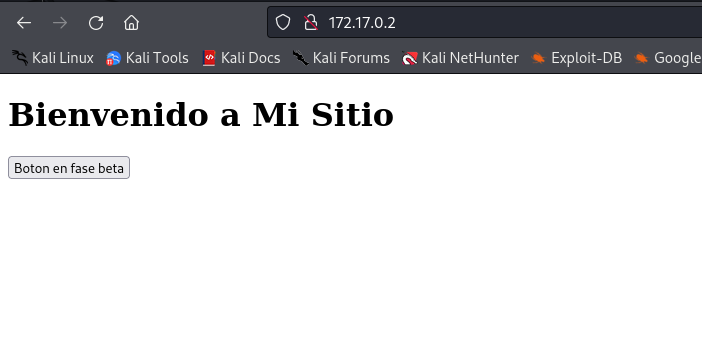 172.17.0.2
Kali Linux Kali Tools Kali Docs Kali Forums Kali NetHunter Exploit-DB Google
Bienvenido a Mi Sitio
Boton en fase beta